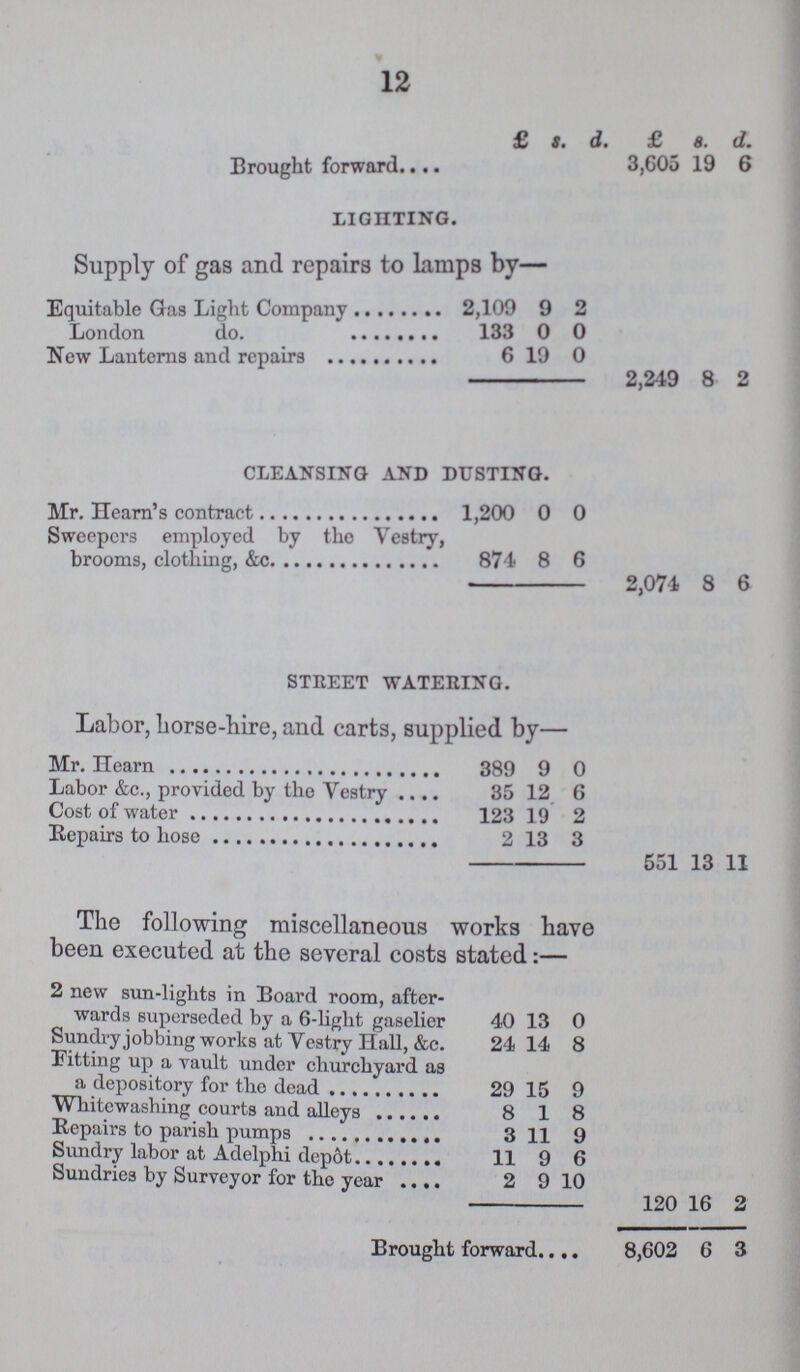 12
£ s. d. £ s. d.
Brought forward.... 3,605 19 6
LIGHTING.
Supply of gas and repairs to lamps by—
Equitable Gas Light Company ........ 2,109 9 2
London do. ........ 133 0 0
New Lanterns and repairs .......... 6 19 0
2,249 8 2
CLEANSING AND DUSTING.
Mr. Hearn's contract ................ 1,200 0 0
Sweepers employed by the Vestry,
brooms, clothing, &c. .............. 874 8 6
2,074 8 6
STREET WATERING.
Labor, horse-hire, and carts, supplied by—
Mr. Hearn ........................ 389 9 0
Labor &c., provided by the Vestry .... 35 12 6
Cost of water ...................... 123 19 2
Repairs to hose .................... 2 13 3
551 13 11
The following miscellaneous works have
been executed at the several costs stated:—
2 new sun-lights in Board room, after-
wards superseded by a 6-light gaselier 40 13 0
Sundry jobbing works at Vestry Hall, &c. 24 14 8
Fitting up a vault under churchyard as
a depository for the dead .......... 29 15 9
Whitewashing courts and alleys ...... 8 1 8
Repairs to parish pumps ............ 3 11 9
Sundry labor at Adelphi depôt........ 11 9 6
Sundries by Surveyor for the year .... 2 9 10
120 16 2
Brought forward.... 8,602 6 3